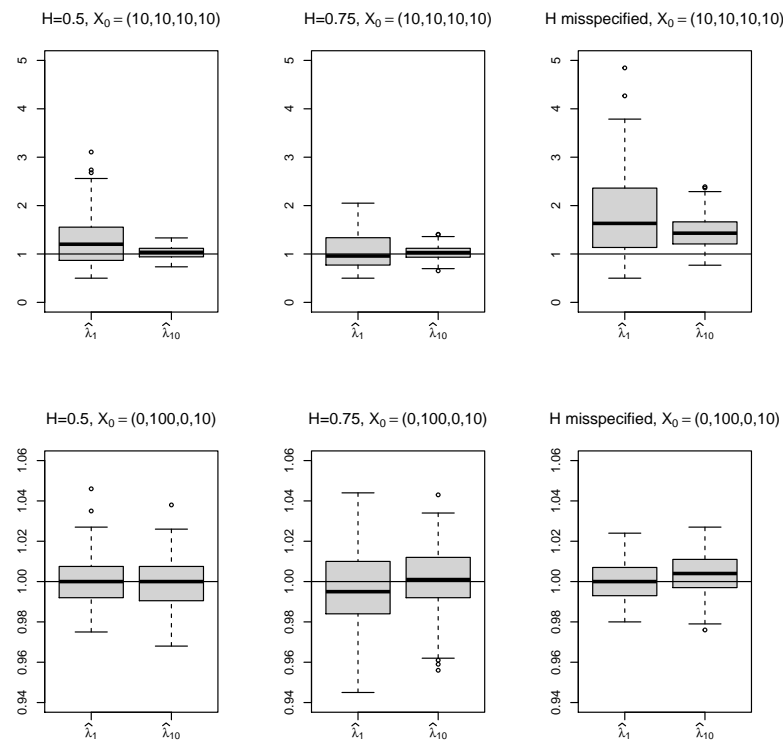 H=0.5, X₀ = (10,10,10,10)
H=0.75, X₀ = (10,10,10,10)
H misspecified, X₀ = (10,10,10,10)
5
4
3
2
1
0
λ̂₁
λ̂₁₀
5
4
3
2
1
0
λ̂₁
λ̂₁₀
5
4
3
2
1
0
λ̂₁
λ̂₁₀
H=0.5, X₀ = (0,100,0,10)
H=0.75, X₀ = (0,100,0,10)
H misspecified, X₀ = (0,100,0,10)
1.06
1.04
1.02
1.00
0.98
0.96
0.94
λ̂₁
λ̂₁₀
1.06
1.04
1.02
1.00
0.98
0.96
0.94
λ̂₁
λ̂₁₀
1.06
1.04
1.02
1.00
0.98
0.96
0.94
λ̂₁
λ̂₁₀